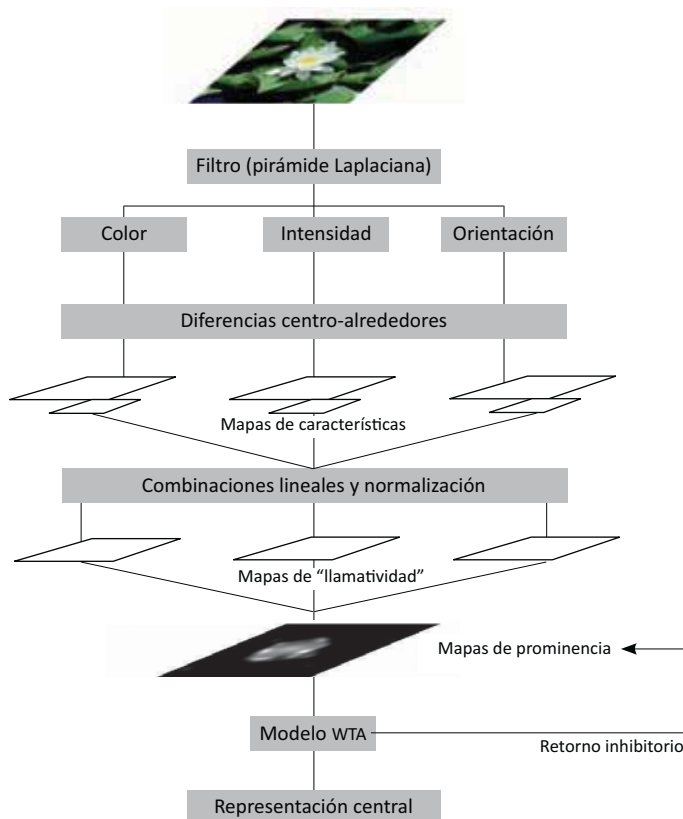 Filtro (pirámide Laplaciana)
Color
Intensidad
Orientación
Diferencias centro-alrededores
Mapas de características
Combinaciones lineales y normalización
Mapas de “llamatividad”
Mapas de prominencia
Modelo WTA
Retorno inhibitorio
Representación central